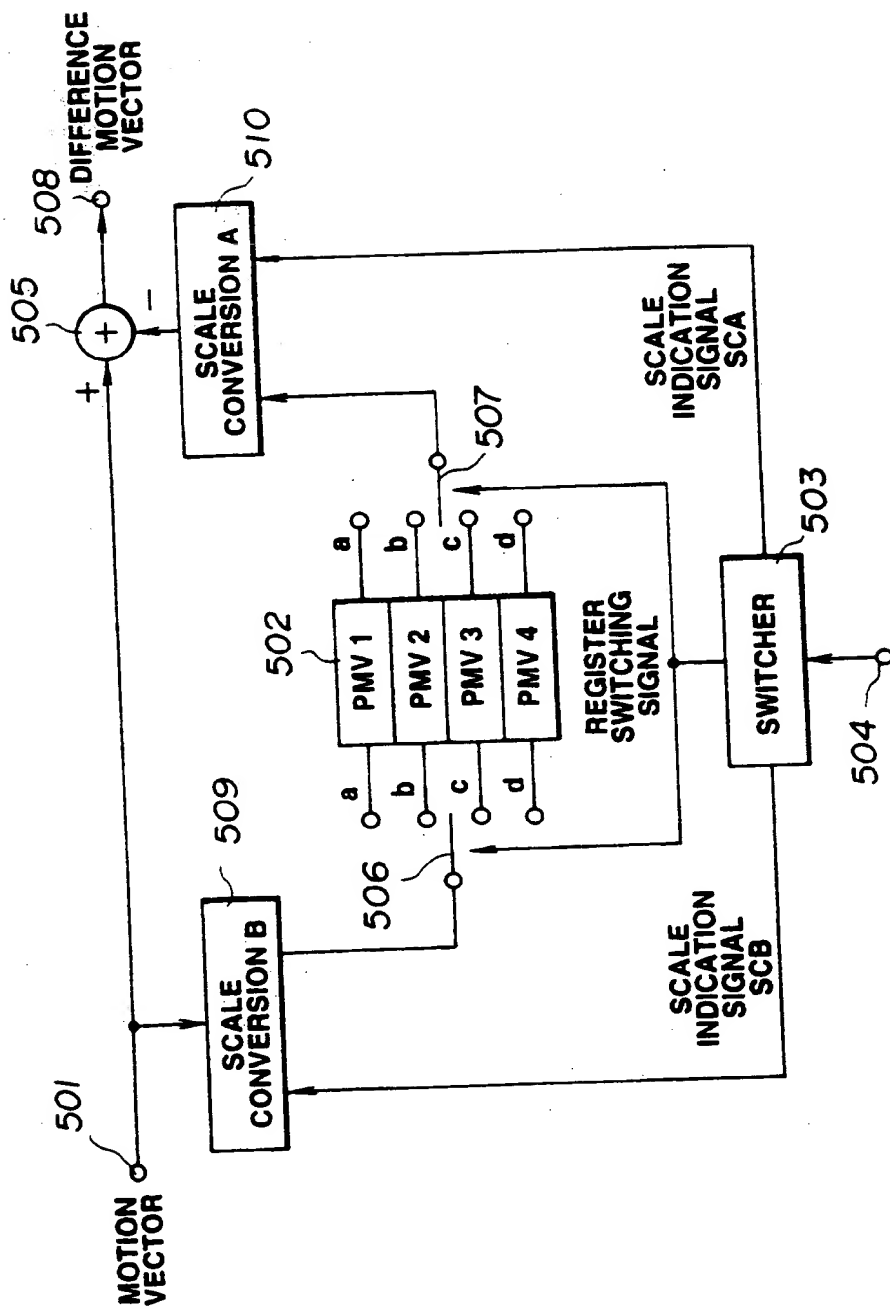 508
DIFFERENCE
MOTION
VECTOR
505
+
+
−
510
SCALE
CONVERSION A
501
MOTION
VECTOR
509
SCALE
CONVERSION B
502
PMV 1
PMV 2
PMV 3
PMV 4
a
b
c
d
a
b
c
d
506
507
REGISTER
SWITCHING
SIGNAL
SCALE
INDICATION
SIGNAL
SCB
SCALE
INDICATION
SIGNAL
SCA
503
SWITCHER
504